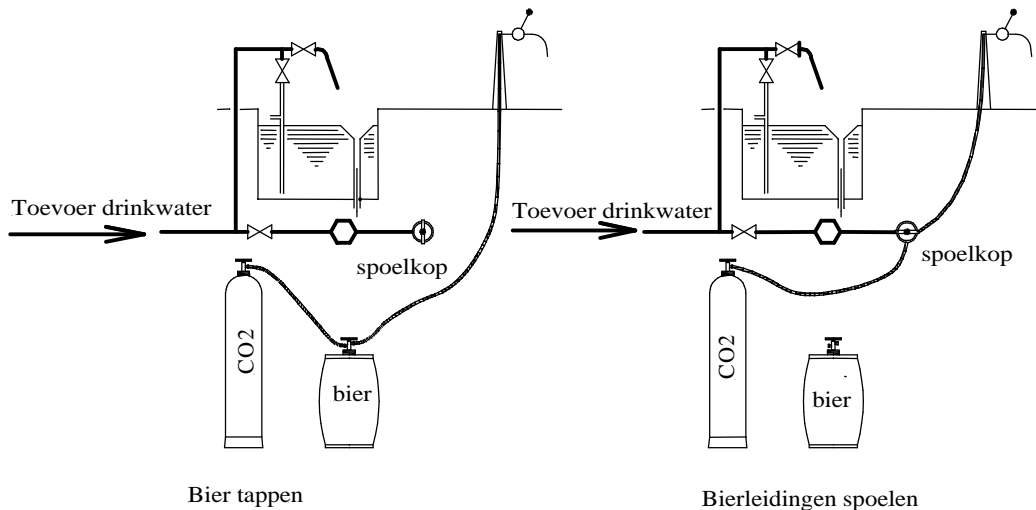 Toevoer drinkwater
spoelkop
CO2
bier
Bier tappen
Toevoer drinkwater
spoelkop
CO2
bier
Bierleidingen spoelen